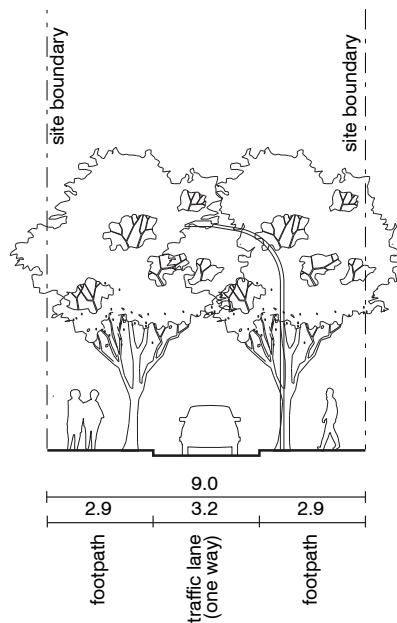 site boundary
site boundary
9.0
2.9
3.2
2.9
footpath
traffic lane
(one way)
footpath